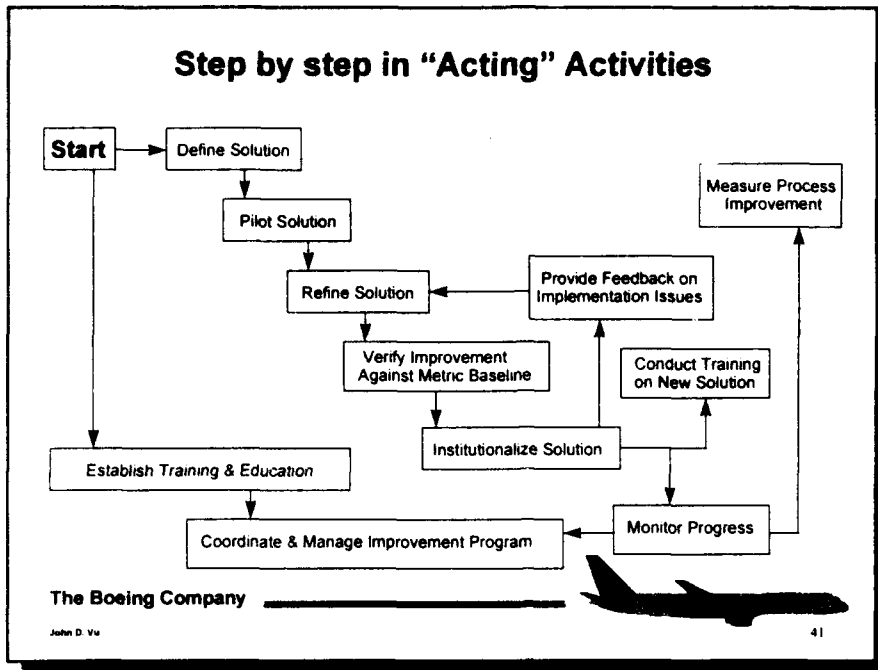 Step by step in “Acting” Activities
Start
Define Solution
Measure Process
Improvement
Pilot Solution
Provide Feedback on
Implementation Issues
Refine Solution
Verify Improvement
Against Metric Baseline
Conduct Training
on New Solution
Institutionalize Solution
Establish Training & Education
Monitor Progress
Coordinate & Manage Improvement Program
The Boeing Company
John D. Vu
41